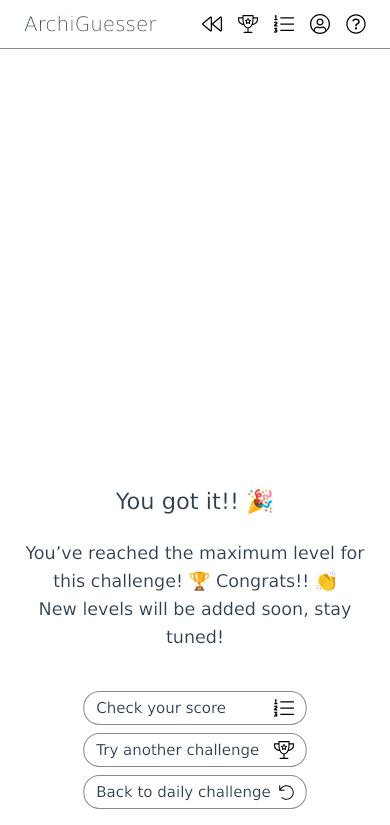 ArchiGuesser
You got it!! 🎉
You’ve reached the maximum level for
this challenge! 🏆 Congrats!! 👏
New levels will be added soon, stay
tuned!
Check your score
Try another challenge
Back to daily challenge